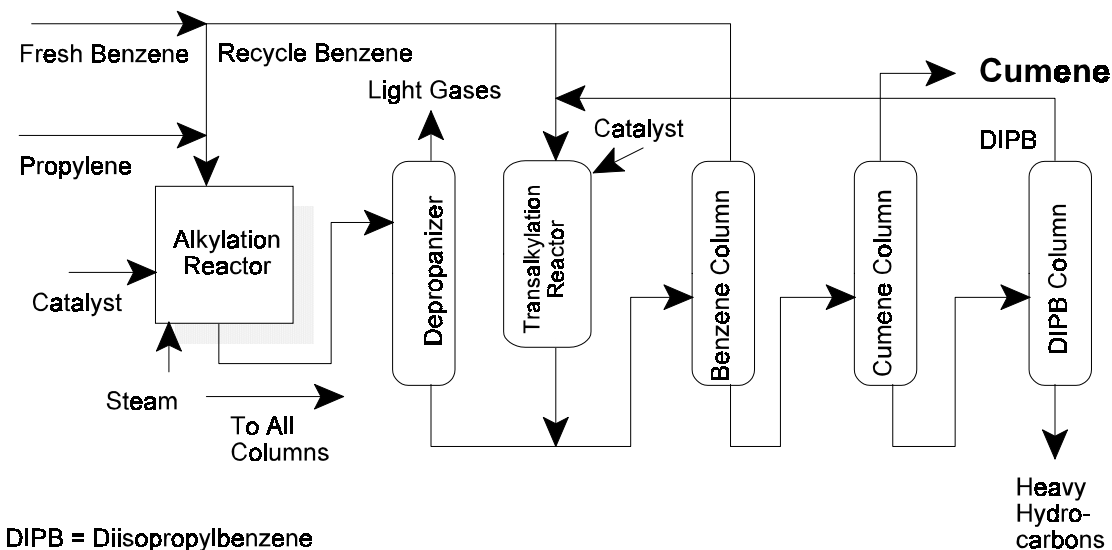 Fresh Benzene
Recycle Benzene
Cumene
Light Gases
Catalyst
DIPB
Propylene
Alkylation
Reactor
Depropanizer
Transalkylation
Reactor
Benzene Column
Cumene Column
DIPB Column
Catalyst
Steam
To All
Columns
Heavy
Hydro-
carbons
DIPB = Diisopropylbenzene